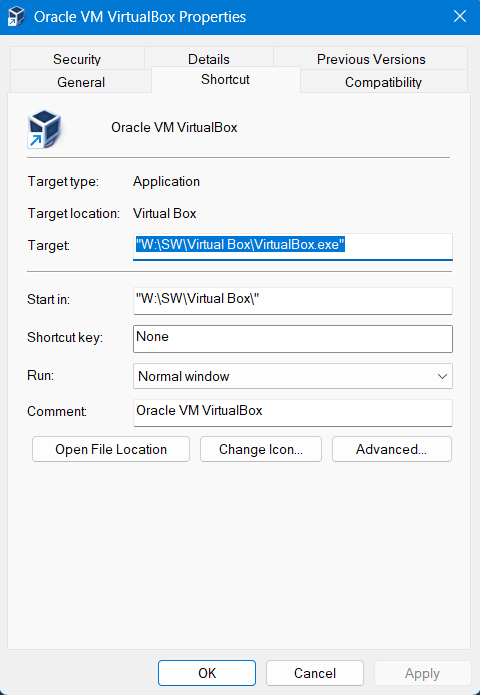 Oracle VM VirtualBox Properties
Security Details Previous Versions
General Shortcut Compatibility
Oracle VM VirtualBox
Target type: Application
Target location: Virtual Box
Target: "W:\SW\Virtual Box\VirtualBox.exe"
Start in: "W:\SW\Virtual Box\"
Shortcut key: None
Run: Normal window
Comment: Oracle VM VirtualBox
Open File Location Change Icon... Advanced...
OK Cancel Apply